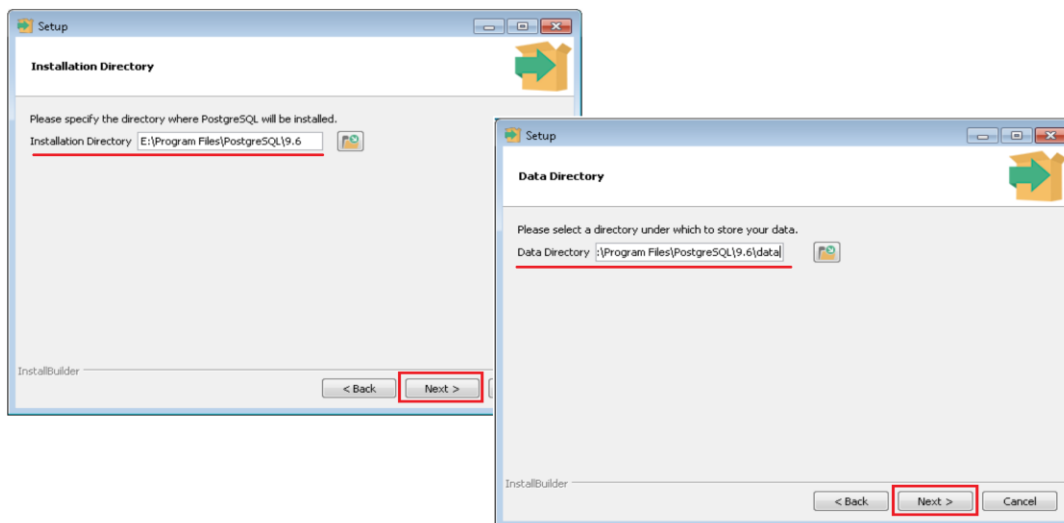 Setup
Installation Directory
Please specify the directory where PostgreSQL will be installed.
Installation Directory E:\Program Files\PostgreSQL\9.6
InstallBuilder
< Back
Next >
Setup
Data Directory
Please select a directory under which to store your data.
Data Directory :\Program Files\PostgreSQL\9.6\data
InstallBuilder
< Back
Next >
Cancel